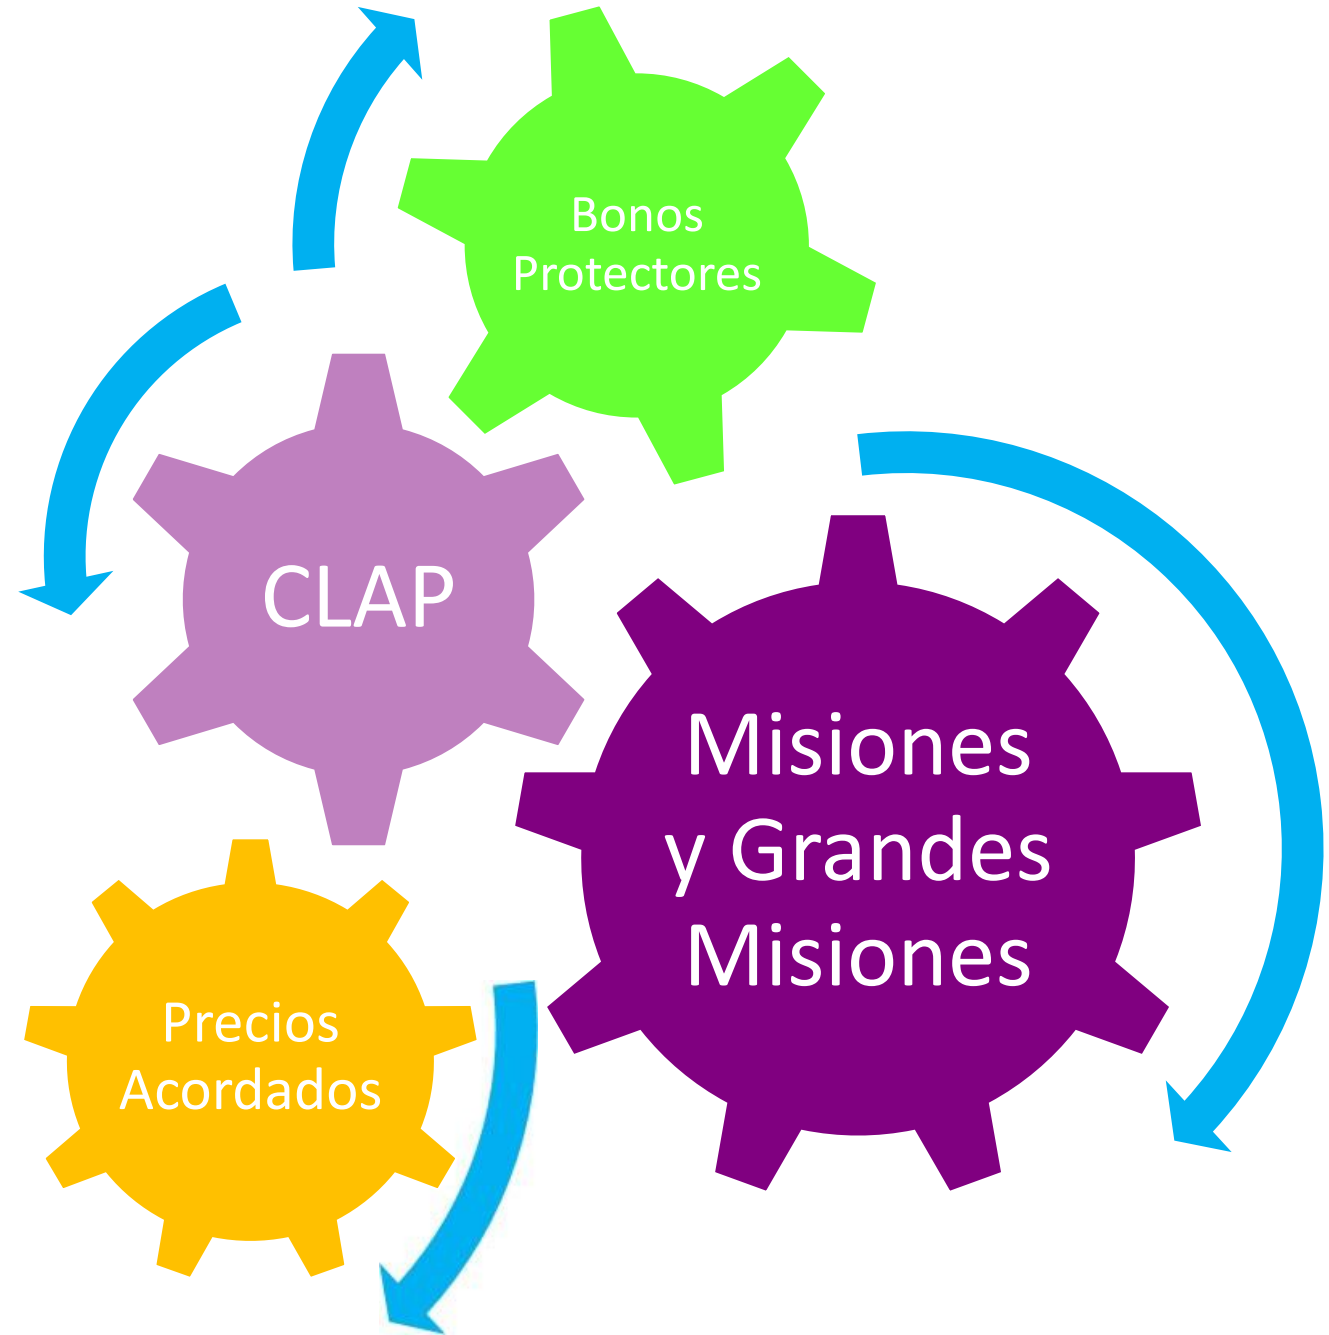 Bonos
Protectores
CLAP
Misiones
y Grandes
Misiones
Precios
Acordados